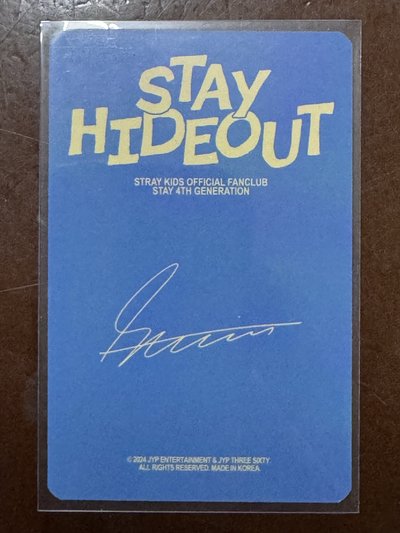 STAY
HIDEOUT
STRAY KIDS OFFICIAL FANCLUB
STAY 4TH GENERATION
© 2024 JYP ENTERTAINMENT & JYP THREE SIXTY
ALL RIGHTS RESERVED. MADE IN KOREA.